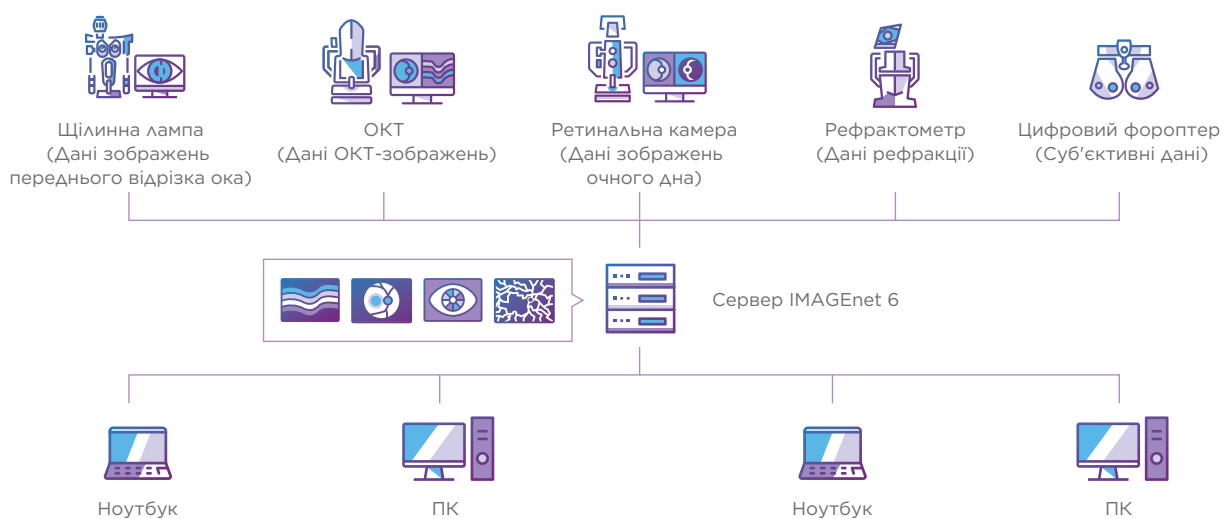 Щілинна лампа
(Дані зображень
переднього відрізка ока)
ОКТ
(Дані ОКТ-зображень)
Ретинальна камера
(Дані зображень
очного дна)
Рефрактометр
(Дані рефракції)
Цифровий фороптер
(Суб'єктивні дані)
Сервер IMAGEnet 6
Ноутбук
ПК
Ноутбук
ПК